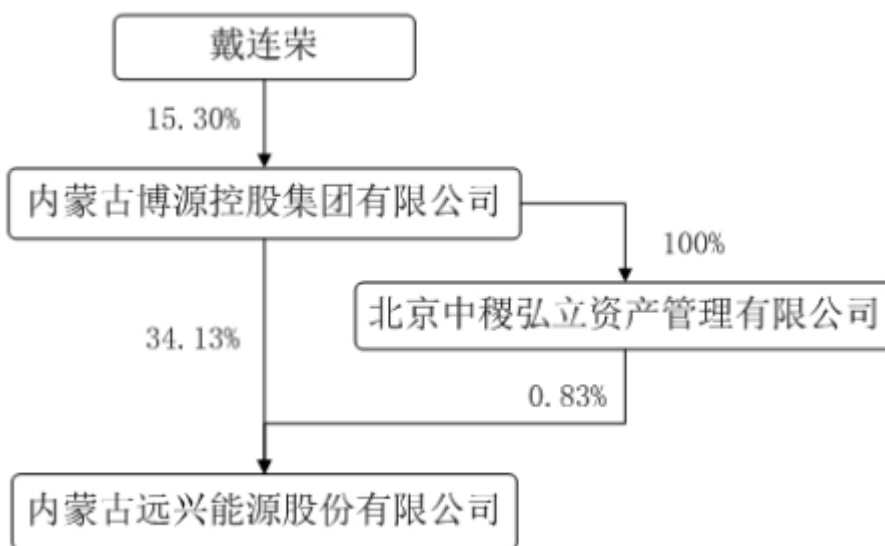 戴连荣
15.30%
内蒙古博源控股集团有限公司
100%
北京中稷弘立资产管理有限公司
34.13%
0.83%
内蒙古远兴能源股份有限公司